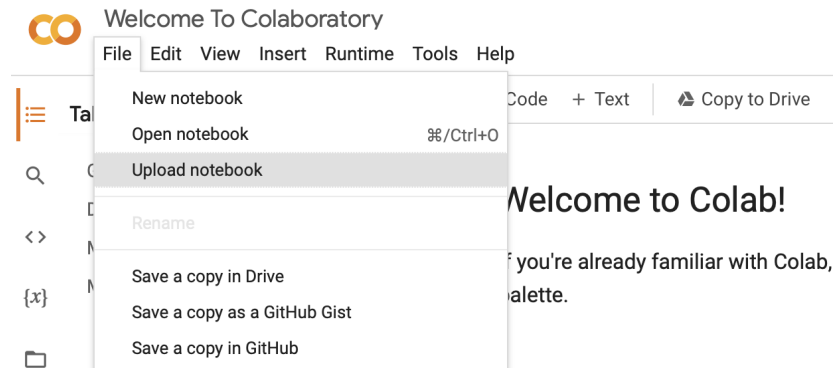 Welcome To Colaboratory
File Edit View Insert Runtime Tools Help
Code + Text Copy to Drive
Tal
New notebook
Open notebook ⌘/Ctrl+O
Upload notebook
Rename
Save a copy in Drive
Save a copy as a GitHub Gist
Save a copy in GitHub
{x}
Welcome to Colab!
f you're already familiar with Colab,
palette.